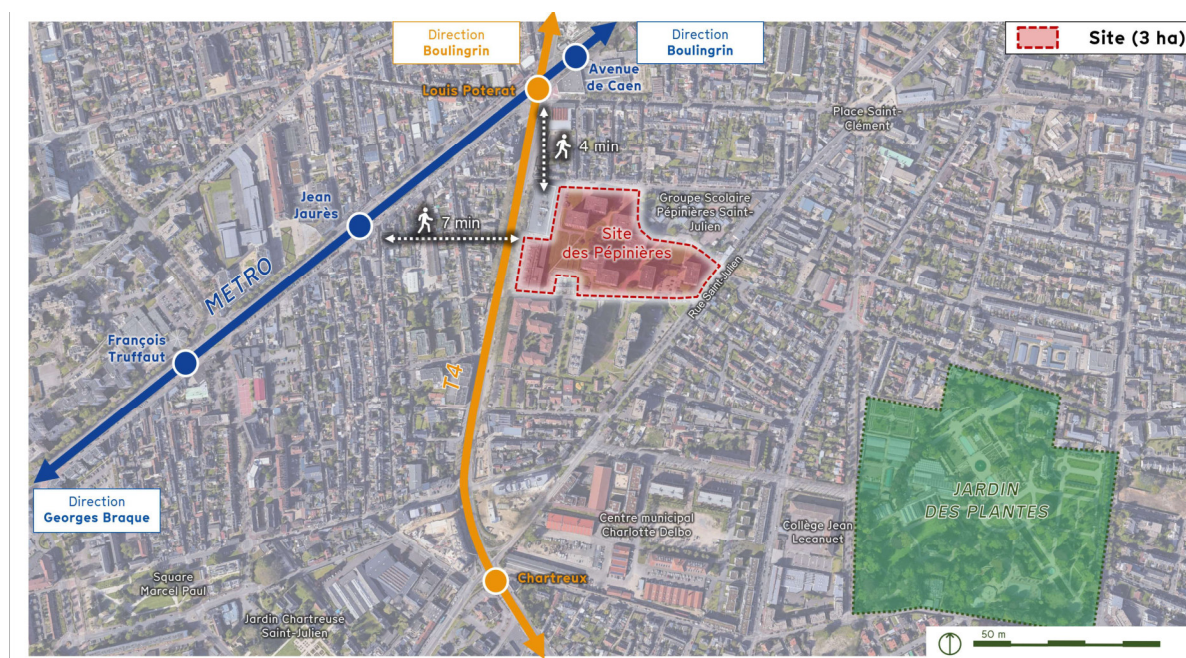 Direction
Boulingrin
Direction
Boulingrin
Site (3 ha)
Avenue
de Caen
Louis Poterat
Place Saint-
Clément
4 min
Jean
Jaurès
7 min
Groupe Scolaire
Pépinières Saint-
Julien
Site
des Pépinières
METRO
Rue Saint-Julien
François
Truffaut
T4
Direction
Georges Braque
JARDIN
DES PLANTES
Centre municipal
Charlotte Delbo
Collège Jean
Lecanuet
Square
Marcel Paul
Chartreux
Jardin Chartreuse
Saint-Julien
50 m